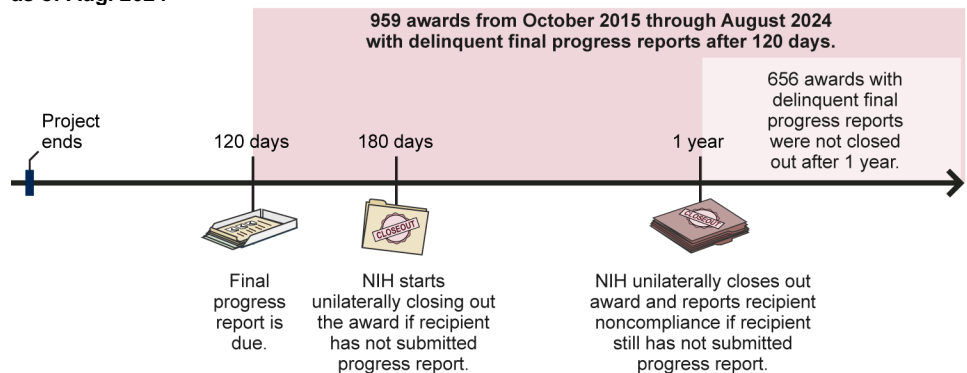 959 awards from October 2015 through August 2024
with delinquent final progress reports after 120 days.
656 awards with
delinquent final
progress reports
were not closed
out after 1 year.
Project
ends
120 days
180 days
1 year
CLOSEOUT
CLOSEOUT
Final
progress
report is
due.
NIH starts
unilaterally closing out
the award if recipient
has not submitted
progress report.
NIH unilaterally closes out
award and reports recipient
noncompliance if recipient
still has not submitted
progress report.